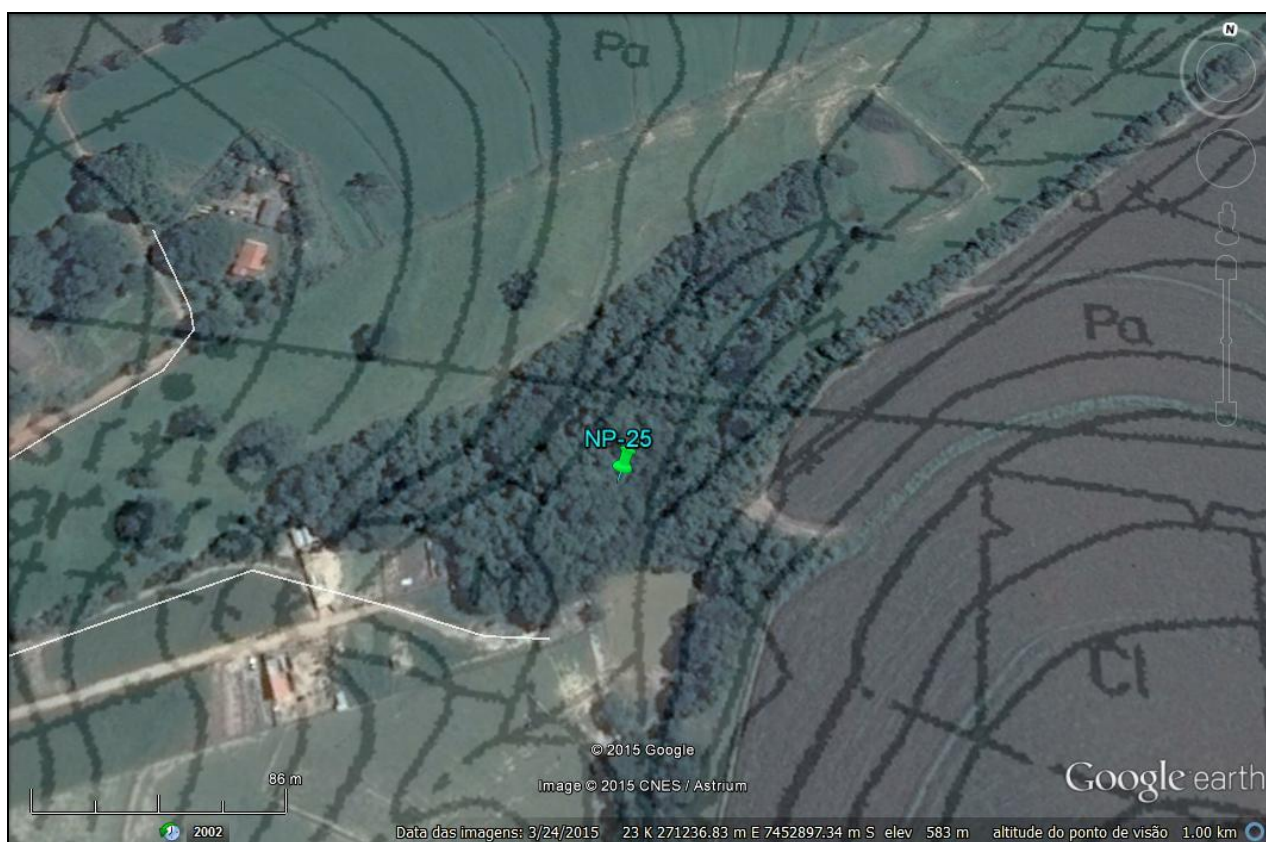 N
Pa
Pa
NP-25
Cl
© 2015 Google
Image © 2015 CNES / Astrium
Google earth
86 m
2002
Data das imagens: 3/24/2015 23 K 271236.83 m E 7452897.34 m S elev 583 m altitude do ponto de visão 1.00 km